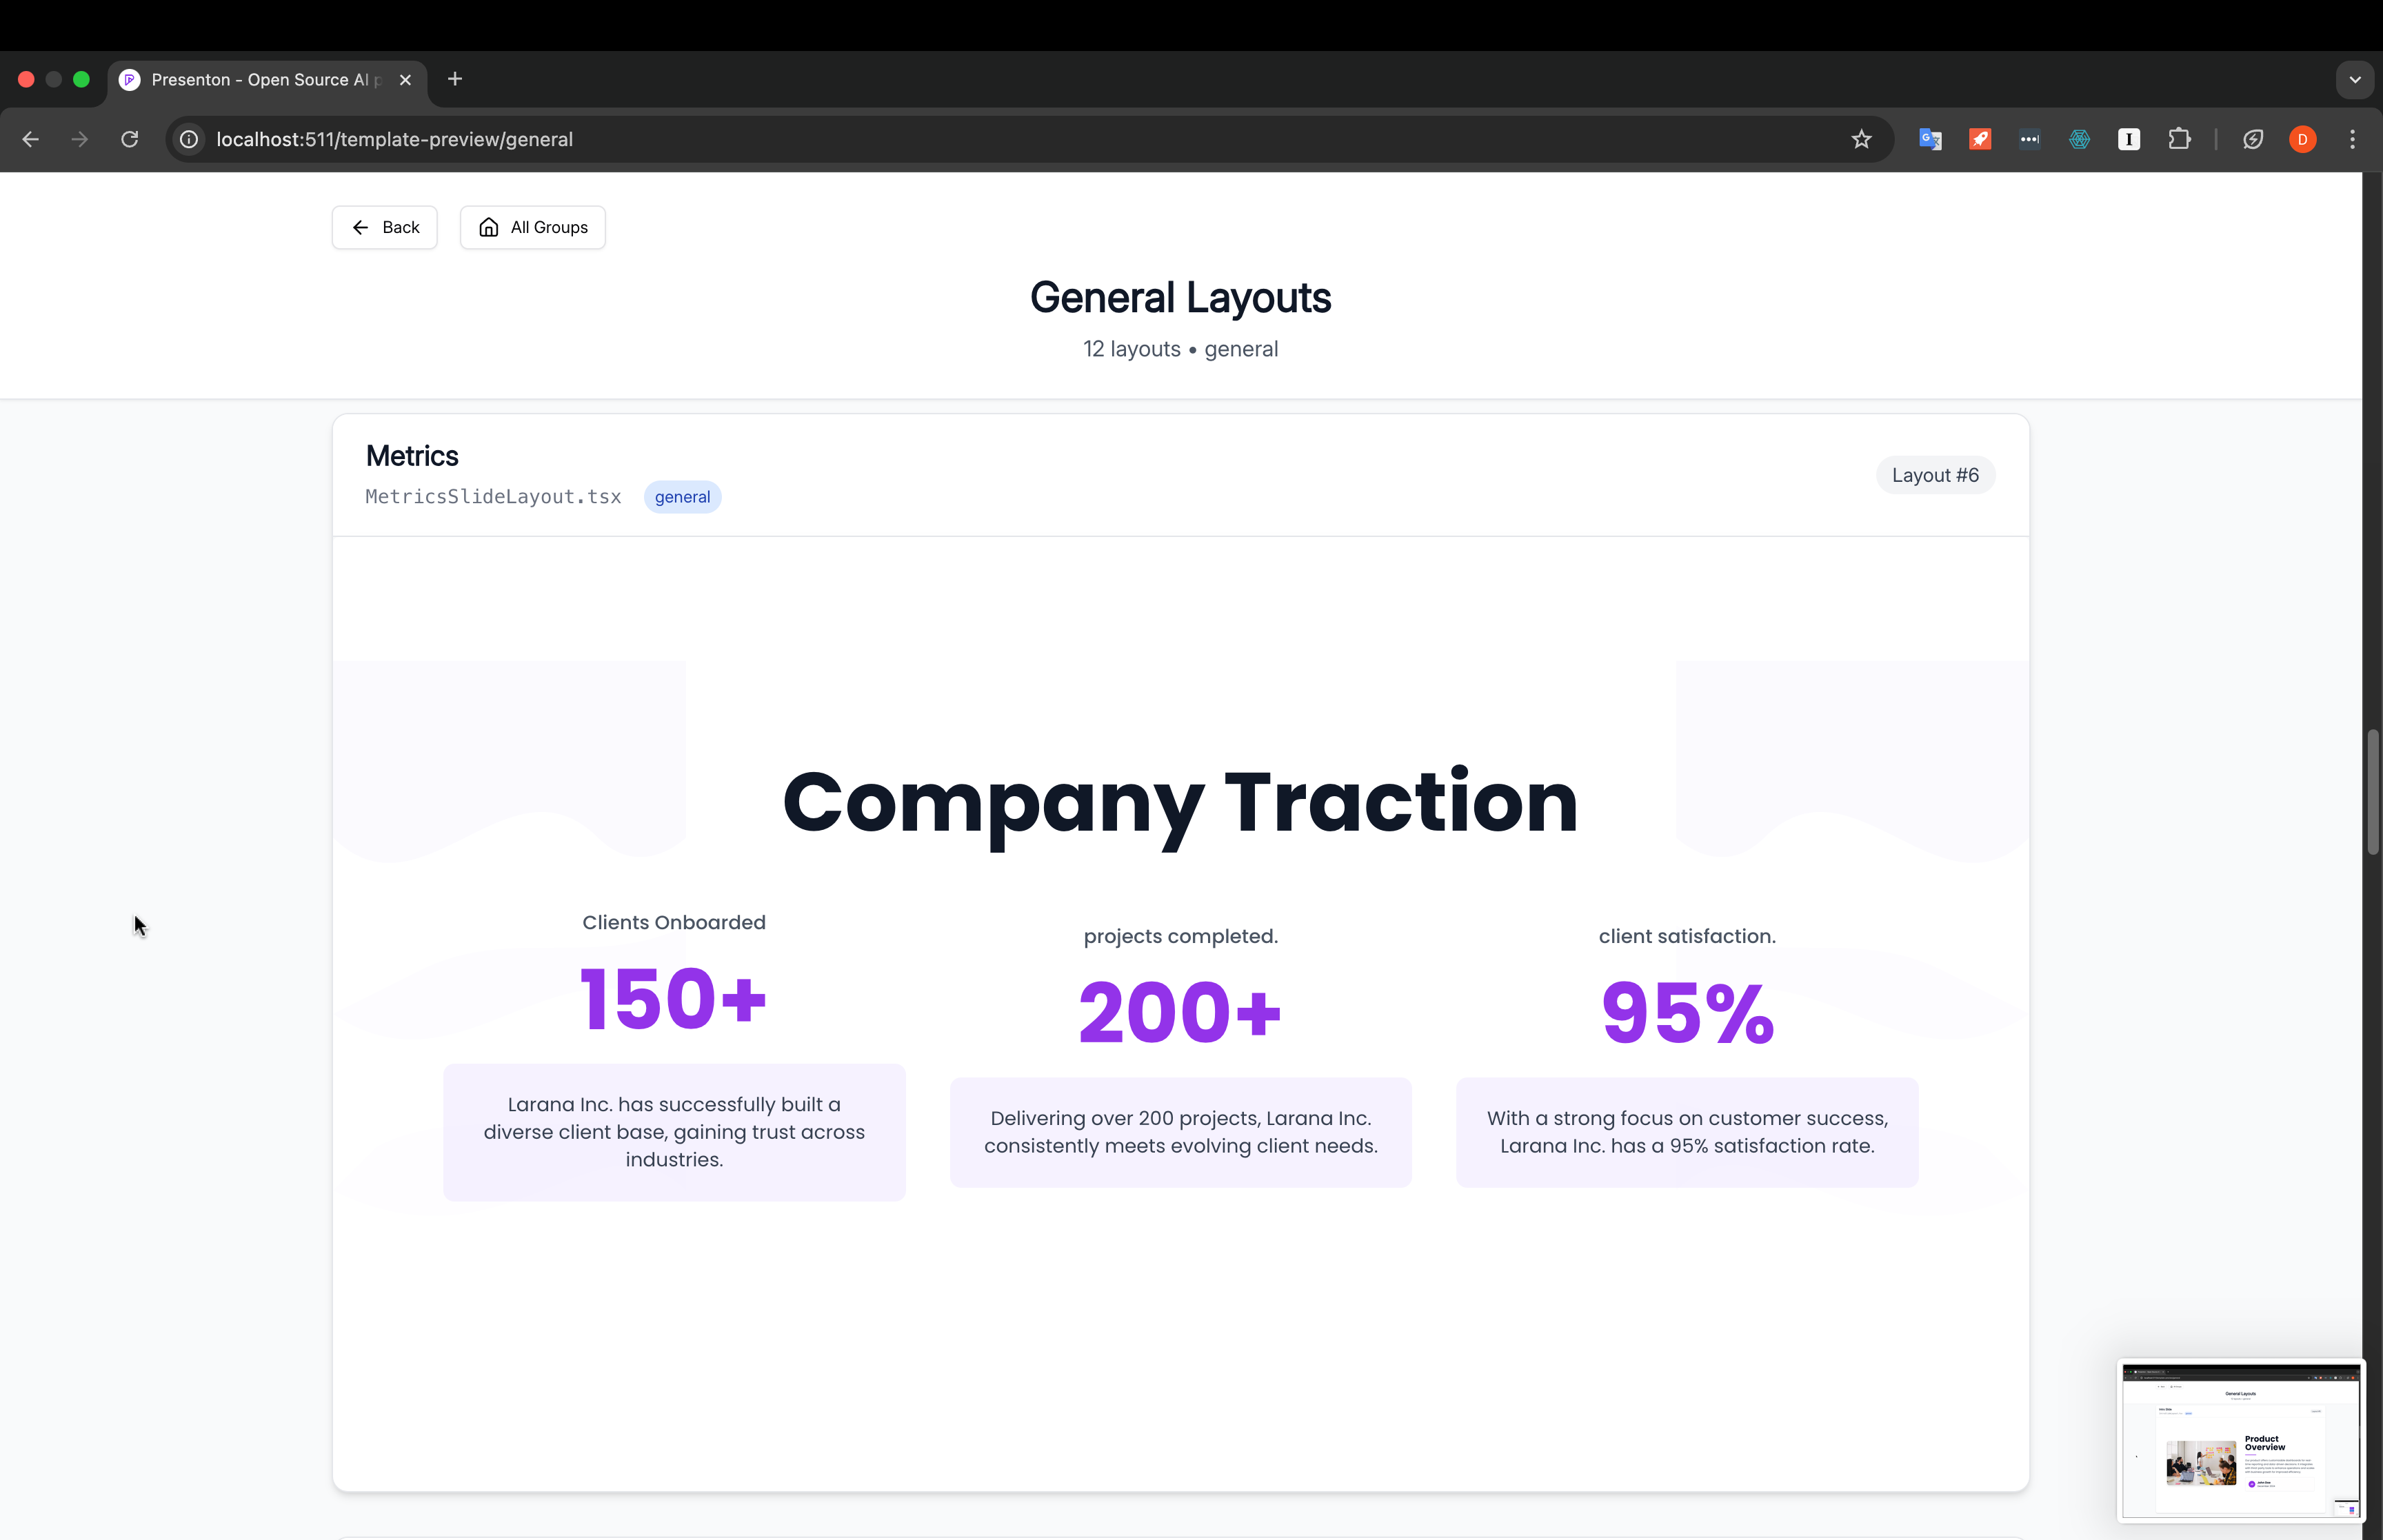 Presenton - Open Source AI p
localhost:511/template-preview/general
D
Back
All Groups
General Layouts
12 layouts • general
Metrics
MetricsSlideLayout.tsx
general
Layout #6
Company Traction
Clients Onboarded
150+
Larana Inc. has successfully built a
diverse client base, gaining trust across
industries.
projects completed.
200+
Delivering over 200 projects, Larana Inc.
consistently meets evolving client needs.
client satisfaction.
95%
With a strong focus on customer success,
Larana Inc. has a 95% satisfaction rate.
General Layouts
Product
Overview